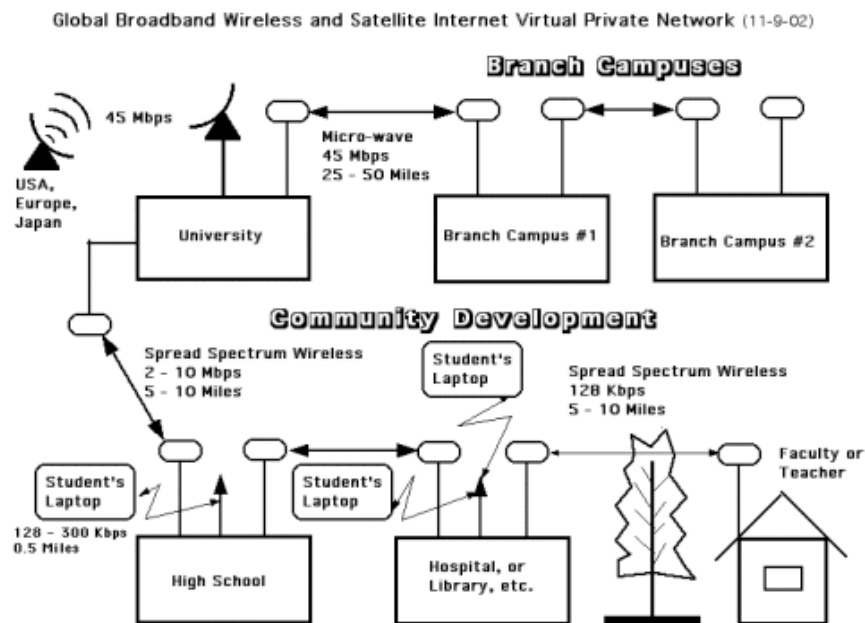 Global Broadband Wireless and Satellite Internet Virtual Private Network (11-9-02)
Branch Campuses
45 Mbps
Micro-wave
45 Mbps
25 - 50 Miles
USA,
Europe,
Japan
University
Branch Campus #1
Branch Campus #2
Community Development
Spread Spectrum Wireless
2 - 10 Mbps
5 - 10 Miles
Student's
Laptop
Spread Spectrum Wireless
128 Kbps
5 - 10 Miles
Student's
Laptop
Student's
Laptop
Faculty or
Teacher
128 - 300 Kbps
0.5 Miles
High School
Hospital, or
Library, etc.